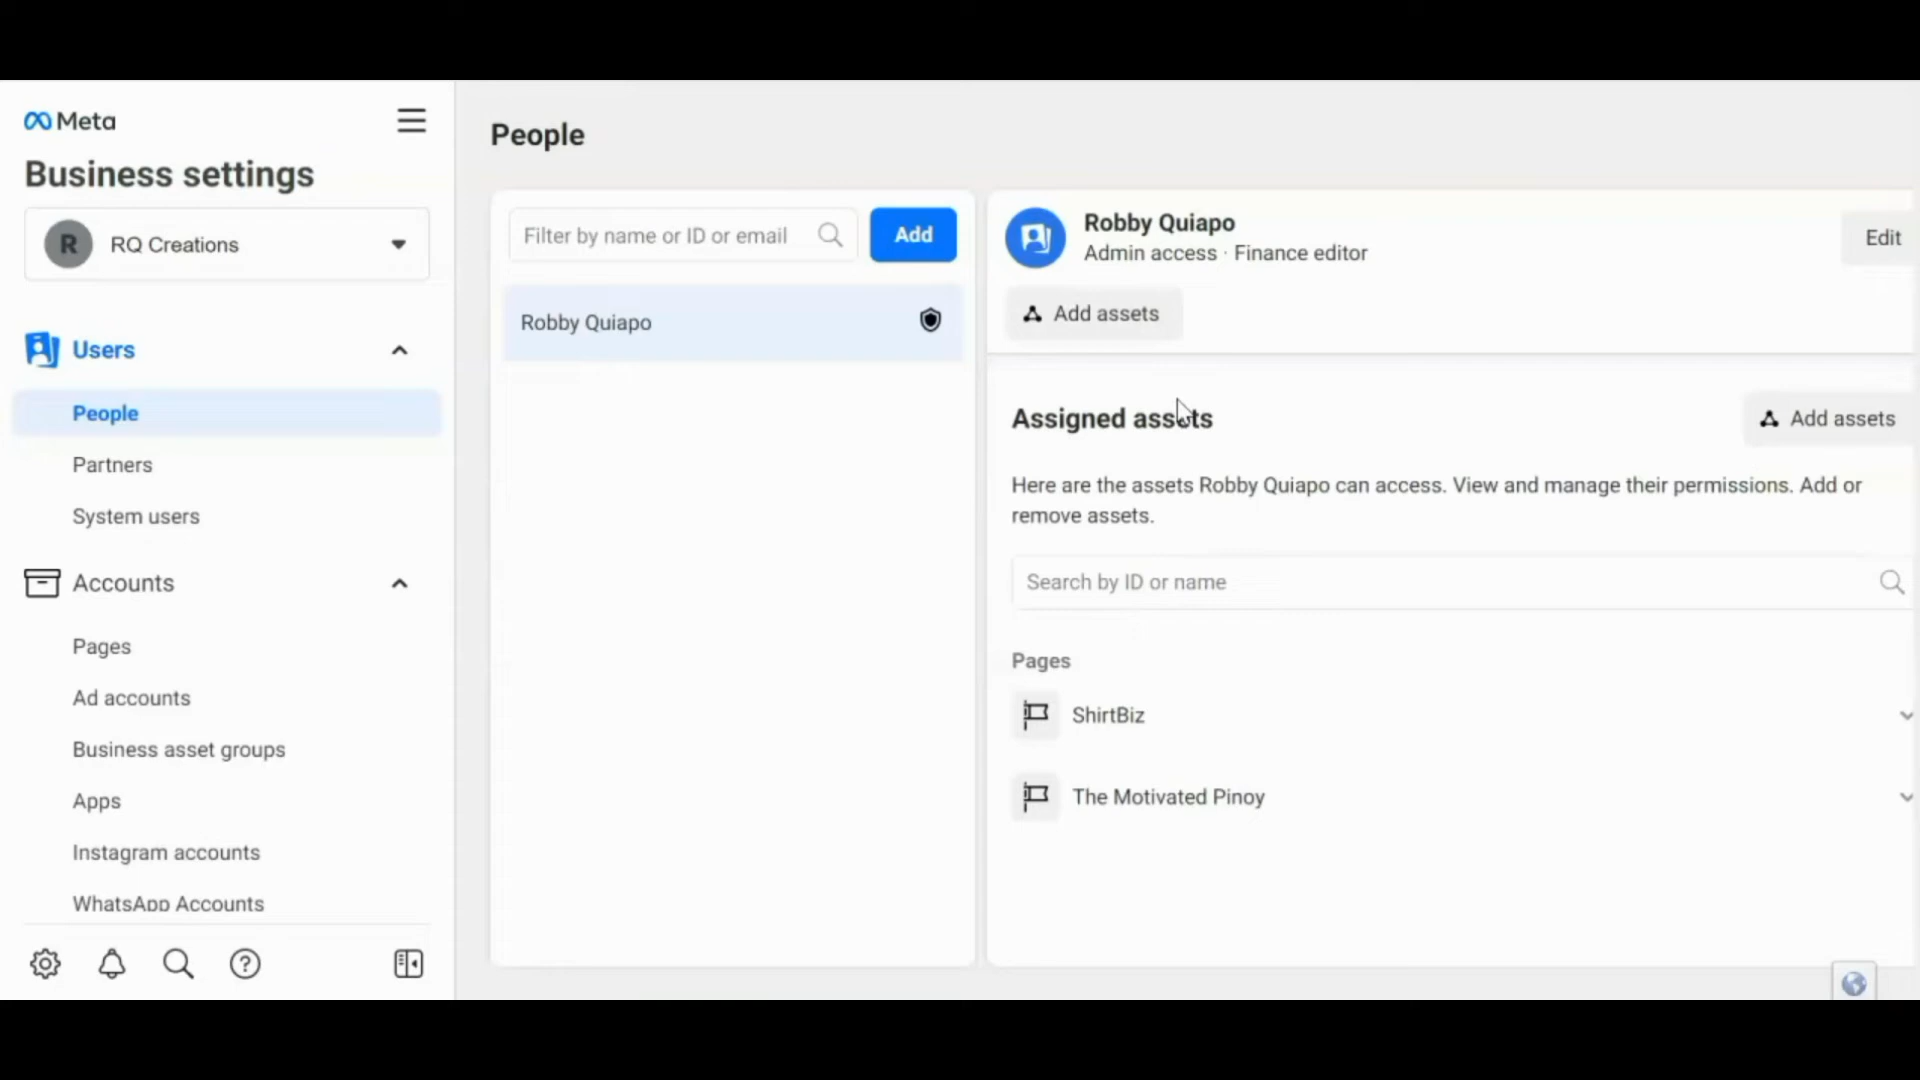 Meta
Business settings
R
RQ Creations
Users
People
Partners
System users
Accounts
Pages
Ad accounts
Business asset groups
Apps
Instagram accounts
WhatsApp Accounts
People
Filter by name or ID or email
Add
Robby Quiapo
Robby Quiapo
Admin access · Finance editor
Edit
Add assets
Assigned assets
Add assets
Here are the assets Robby Quiapo can access. View and manage their permissions. Add or
remove assets.
Search by ID or name
Pages
ShirtBiz
The Motivated Pinoy